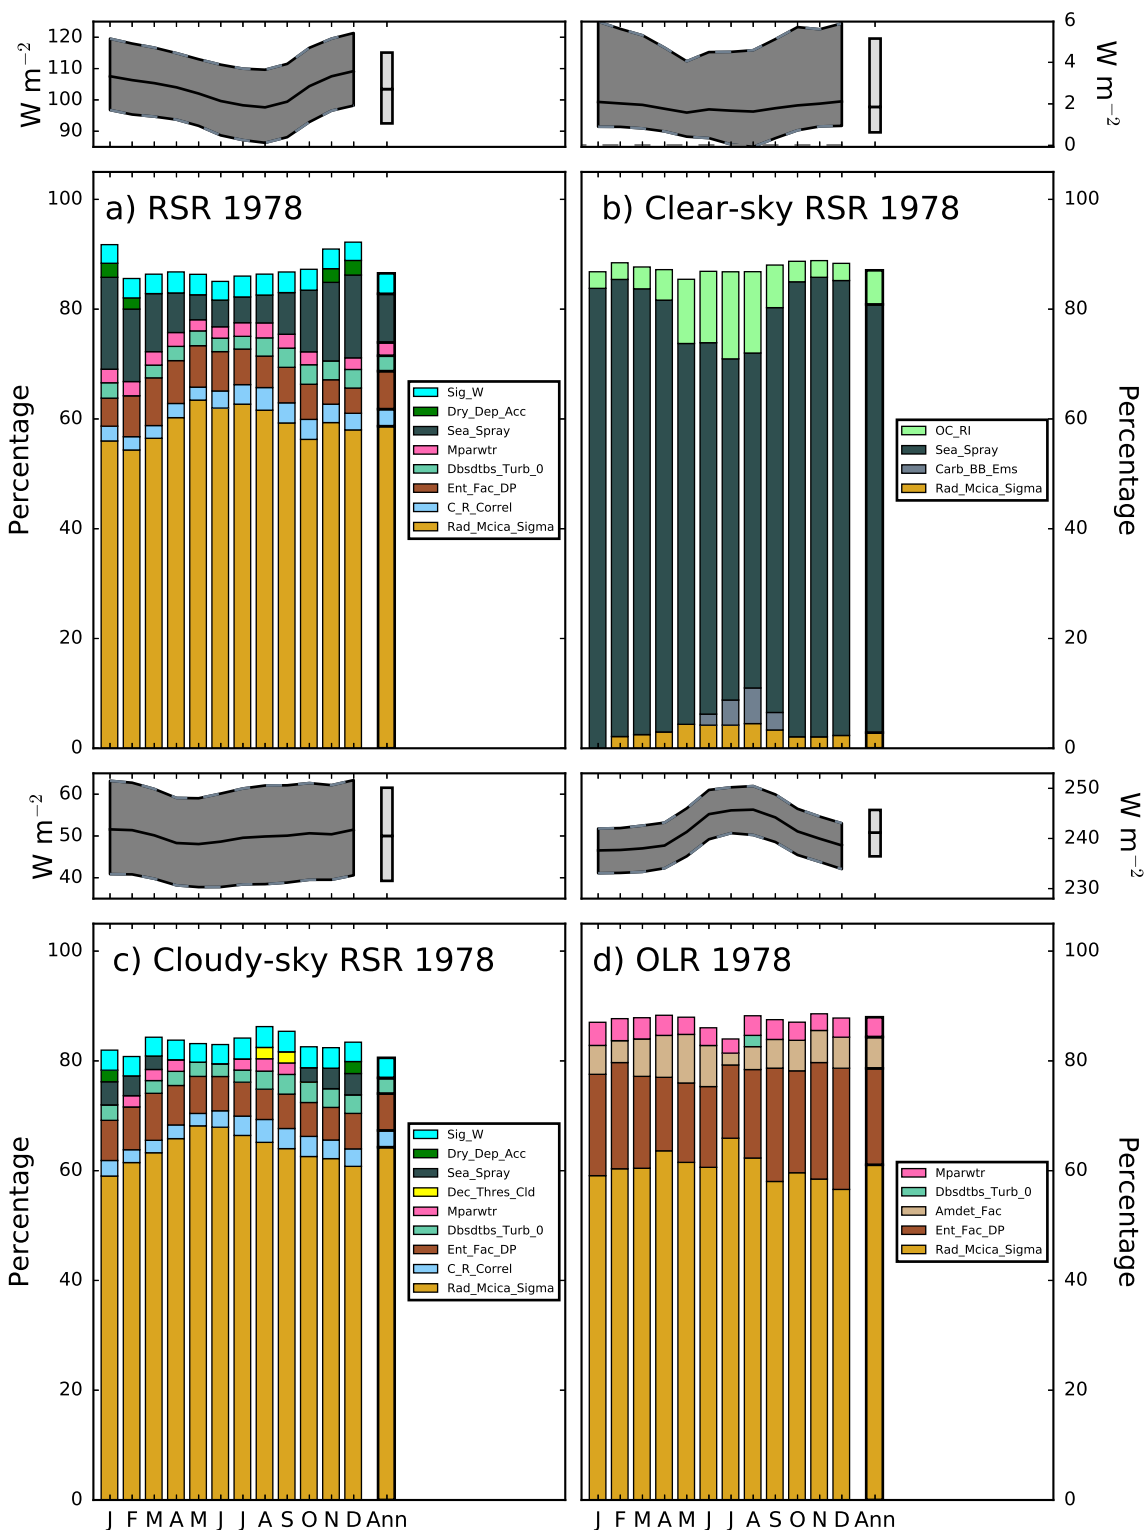 120
110
100
90
W m⁻²
6
4
2
0
W m⁻²
a) RSR 1978
100
80
60
40
20
0
Percentage
Sig_W
Dry_Dep_Acc
Sea_Spray
Mparwtr
Dbsdtbs_Turb_0
Ent_Fac_DP
C_R_Correl
Rad_Mcica_Sigma
b) Clear-sky RSR 1978
100
80
60
40
20
0
Percentage
OC_RI
Sea_Spray
Carb_BB_Ems
Rad_Mcica_Sigma
60
50
40
W m⁻²
250
240
230
W m⁻²
c) Cloudy-sky RSR 1978
100
80
60
40
20
0
Percentage
Sig_W
Dry_Dep_Acc
Sea_Spray
Dec_Thres_Cld
Mparwtr
Dbsdtbs_Turb_0
Ent_Fac_DP
C_R_Correl
Rad_Mcica_Sigma
J F M A M J J A S O N D Ann
d) OLR 1978
100
80
60
40
20
0
Percentage
Mparwtr
Dbsdtbs_Turb_0
Amdet_Fac
Ent_Fac_DP
Rad_Mcica_Sigma
J F M A M J J A S O N D Ann